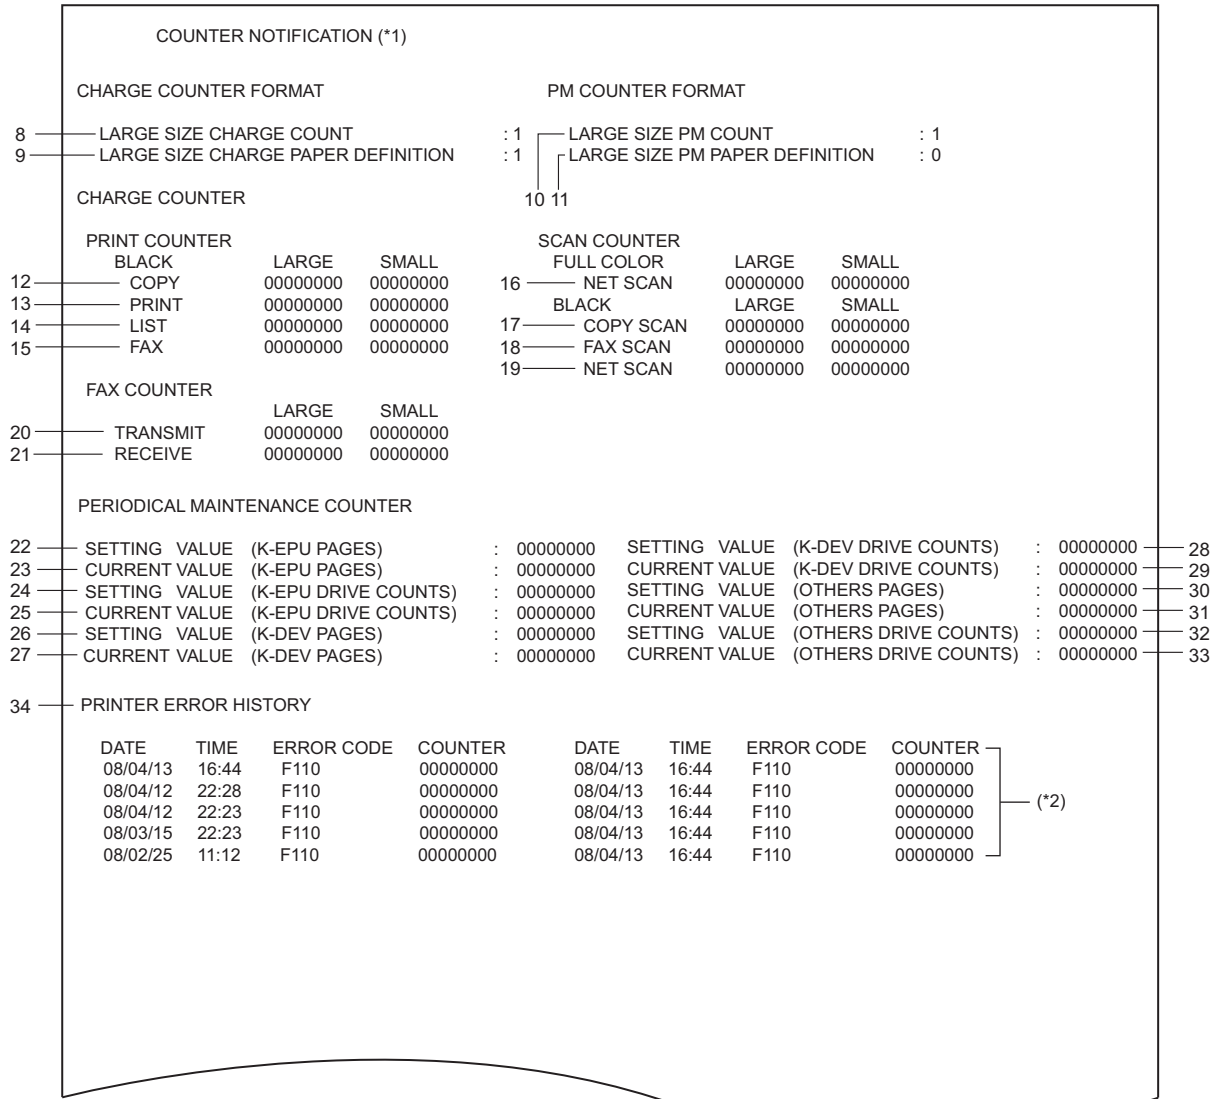 COUNTER NOTIFICATION (*1)
CHARGE COUNTER FORMAT PM COUNTER FORMAT
8 LARGE SIZE CHARGE COUNT : 1 LARGE SIZE PM COUNT : 1
9 LARGE SIZE CHARGE PAPER DEFINITION : 1 LARGE SIZE PM PAPER DEFINITION : 0
CHARGE COUNTER 10 11
PRINT COUNTER SCAN COUNTER
BLACK LARGE SMALL FULL COLOR LARGE SMALL
12 COPY 00000000 00000000 16 NET SCAN 00000000 00000000
13 PRINT 00000000 00000000 BLACK LARGE SMALL
14 LIST 00000000 00000000 17 COPY SCAN 00000000 00000000
15 FAX 00000000 00000000 18 FAX SCAN 00000000 00000000
19 NET SCAN 00000000 00000000
FAX COUNTER
LARGE SMALL
20 TRANSMIT 00000000 00000000
21 RECEIVE 00000000 00000000
PERIODICAL MAINTENANCE COUNTER
22 SETTING VALUE (K-EPU PAGES) : 00000000 SETTING VALUE (K-DEV DRIVE COUNTS) : 00000000 28
23 CURRENT VALUE (K-EPU PAGES) : 00000000 CURRENT VALUE (K-DEV DRIVE COUNTS) : 00000000 29
24 SETTING VALUE (K-EPU DRIVE COUNTS) : 00000000 SETTING VALUE (OTHERS PAGES) : 00000000 30
25 CURRENT VALUE (K-EPU DRIVE COUNTS) : 00000000 CURRENT VALUE (OTHERS PAGES) : 00000000 31
26 SETTING VALUE (K-DEV PAGES) : 00000000 SETTING VALUE (OTHERS DRIVE COUNTS) : 00000000 32
27 CURRENT VALUE (K-DEV PAGES) : 00000000 CURRENT VALUE (OTHERS DRIVE COUNTS) : 00000000 33
34 PRINTER ERROR HISTORY
DATE TIME ERROR CODE COUNTER DATE TIME ERROR CODE COUNTER
08/04/13 16:44 F110 00000000 08/04/13 16:44 F110 00000000
08/04/12 22:28 F110 00000000 08/04/13 16:44 F110 00000000
(*2)
08/04/12 22:23 F110 00000000 08/04/13 16:44 F110 00000000
08/03/15 22:23 F110 00000000 08/04/13 16:44 F110 00000000
08/02/25 11:12 F110 00000000 08/04/13 16:44 F110 00000000